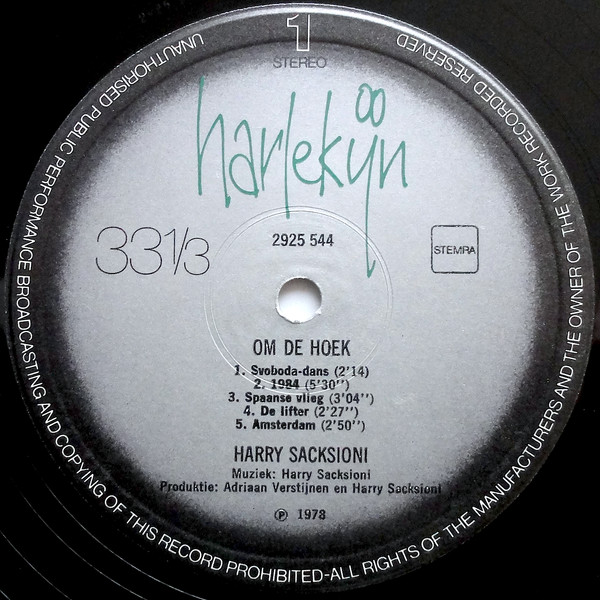 1
STEREO
harlekijn
33 1/3
2925 544
STEMRA
OM DE HOEK
1. Svoboda-dans (2'14)
2. 1984 (5'30'')
3. Spaanse vlieg (3'04'')
4. De lifter (2'27'')
5. Amsterdam (2'50'')
HARRY SACKSIONI
Muziek: Harry Sacksioni
Produktie: Adriaan Verstijnen en Harry Sacksioni
℗ 1978
UNAUTHORISED PUBLIC PERFORMANCE BROADCASTING AND COPYING OF THIS RECORD PROHIBITED-ALL RIGHTS OF THE MANUFACTURERS AND THE OWNER OF THE WORK RECORDED RESERVED